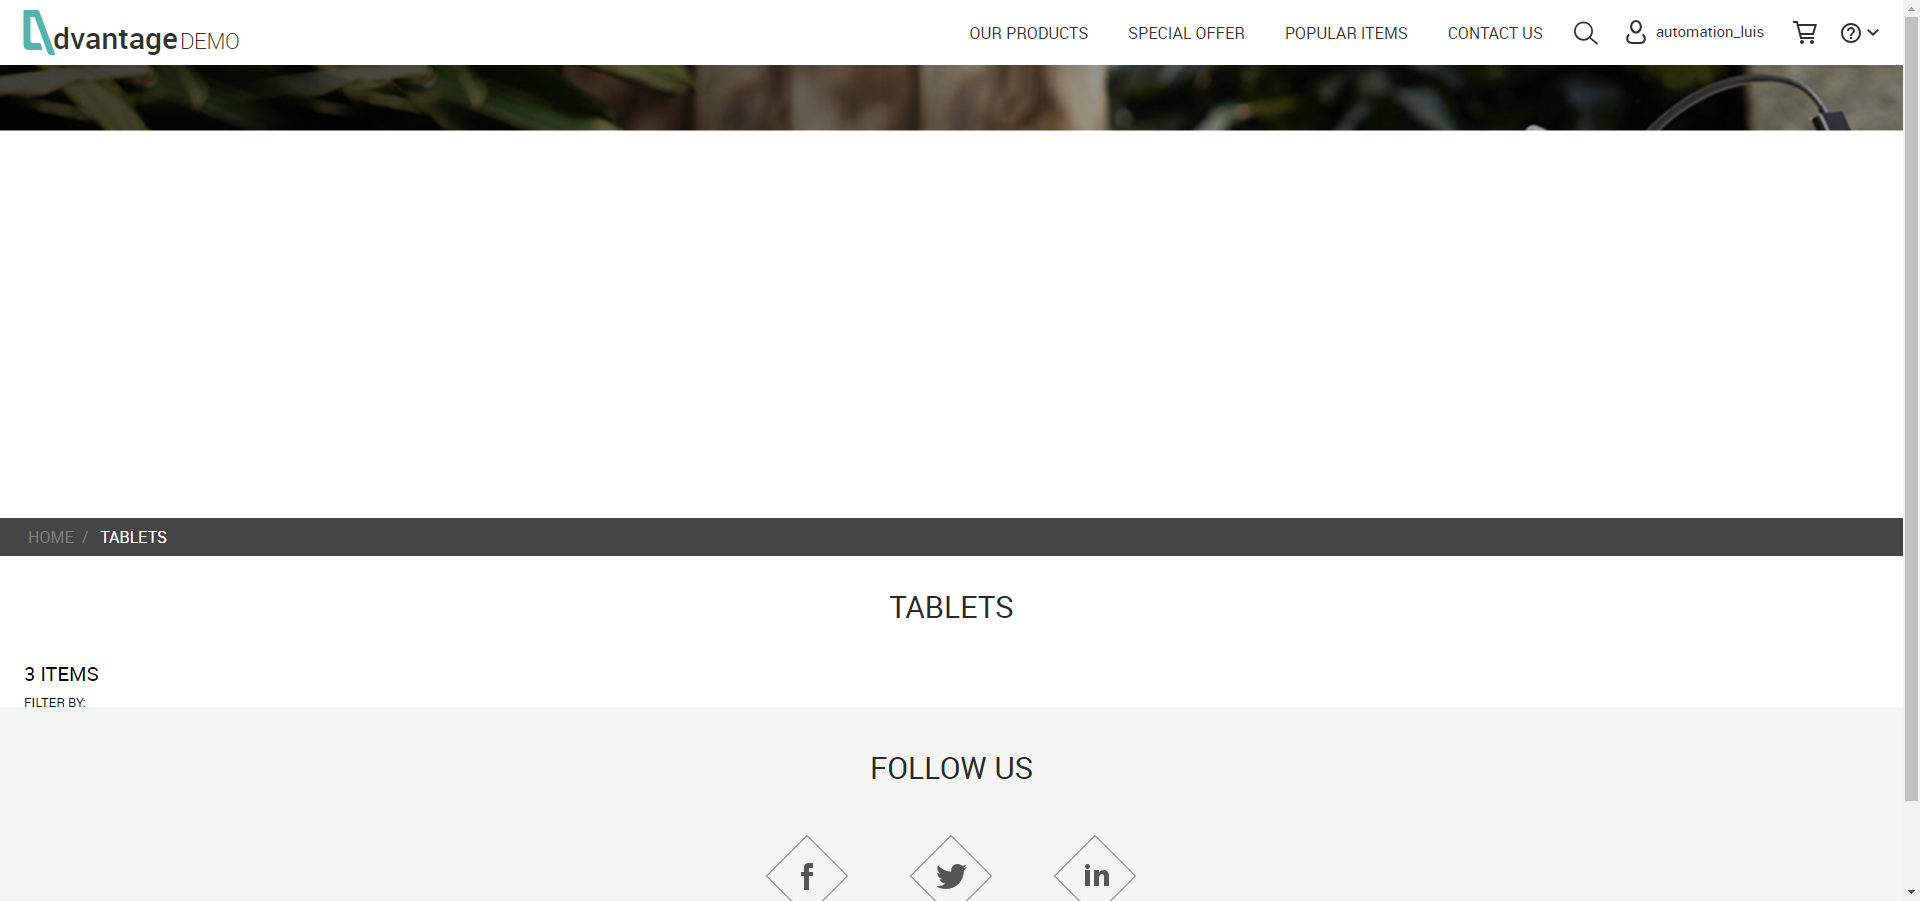 dvantage DEMO
OUR PRODUCTS
SPECIAL OFFER
POPULAR ITEMS
CONTACT US
automation_luis
HOME / TABLETS
TABLETS
3 ITEMS
FILTER BY:
FOLLOW US
f
in